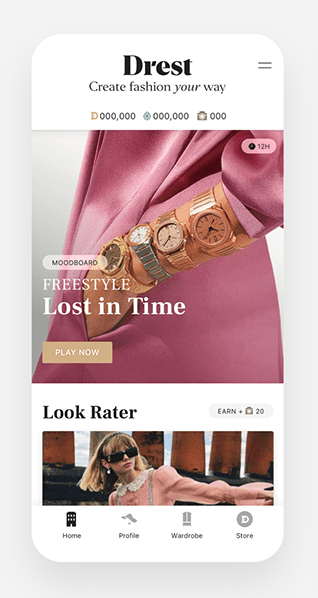 Drest
Create fashion your way
D 000,000 000,000 000
12H
MOODBOARD
FREESTYLE
Lost in Time
PLAY NOW
Look Rater
EARN + 20
Home Profile Wardrobe Store